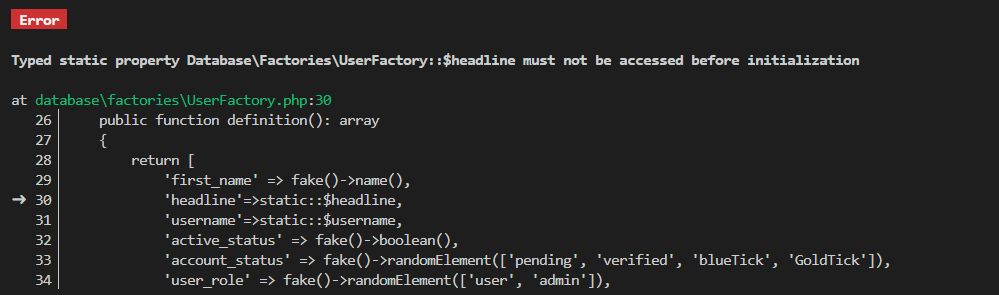 Error
Typed static property Database\Factories\UserFactory::$headline must not be accessed before initialization
at database\factories\UserFactory.php:30
26     public function definition(): array
27     {
28         return [
29             'first_name' => fake()->name(),
➜ 30             'headline'=>static::$headline,
31             'username'=>static::$username,
32             'active_status' => fake()->boolean(),
33             'account_status' => fake()->randomElement(['pending', 'verified', 'blueTick', 'GoldTick']),
34             'user_role' => fake()->randomElement(['user', 'admin']),